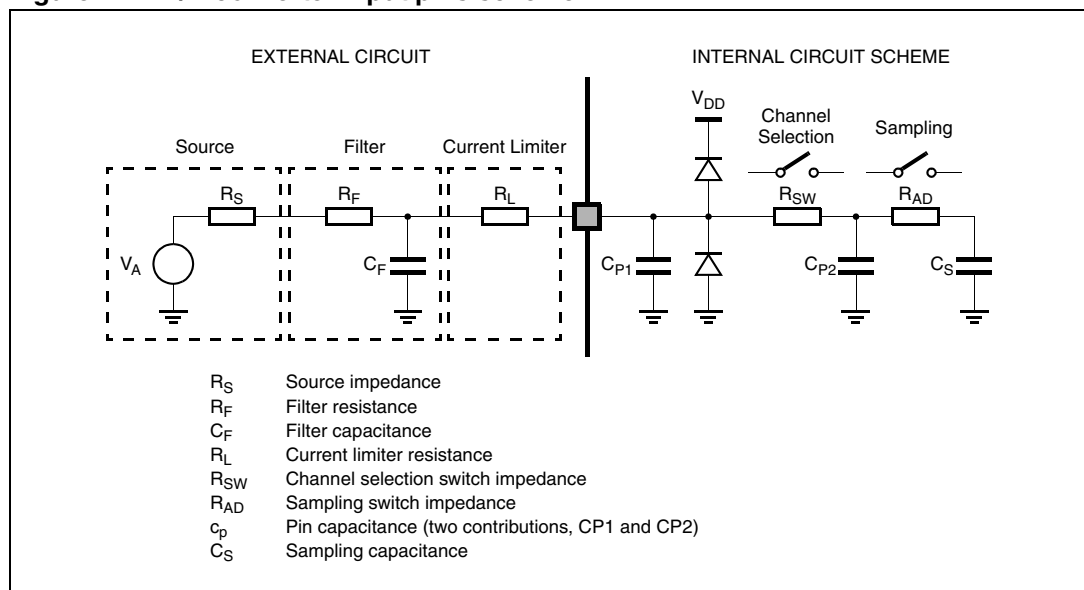 EXTERNAL CIRCUIT
INTERNAL CIRCUIT SCHEME
VDD
Channel
Selection
Sampling
Source
Filter
Current Limiter
RS
RF
RL
RSW
RAD
VA
CF
CP1
CP2
CS
RS Source impedance
RF Filter resistance
CF Filter capacitance
RL Current limiter resistance
RSW Channel selection switch impedance
RAD Sampling switch impedance
cp Pin capacitance (two contributions, CP1 and CP2)
CS Sampling capacitance